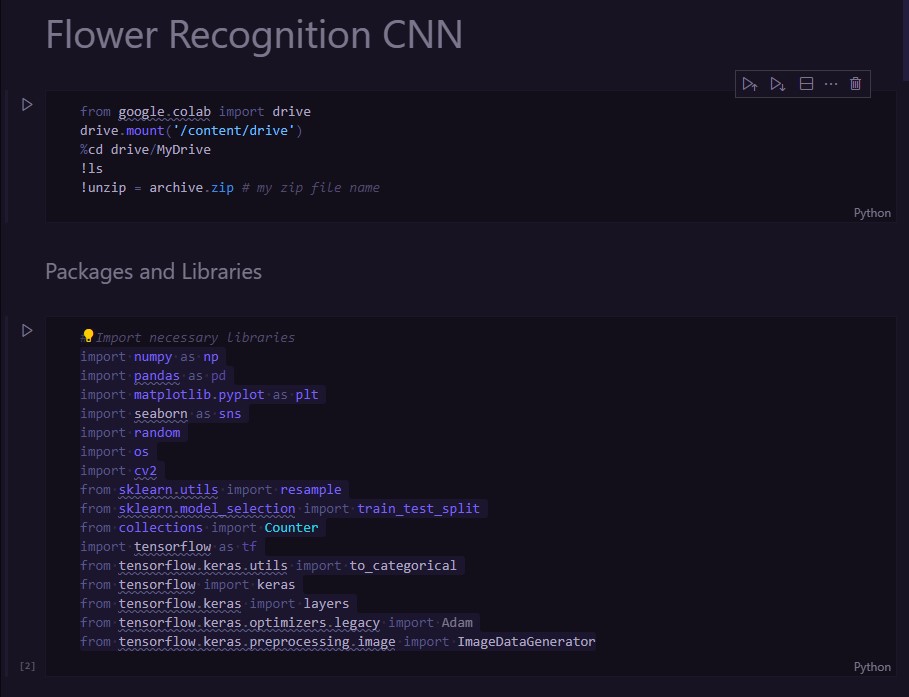 Flower Recognition CNN
from google.colab import drive
drive.mount('/content/drive')
%cd drive/MyDrive
!ls
!unzip = archive.zip # my zip file name
Python
Packages and Libraries
#Import necessary libraries
import numpy as np
import pandas as pd
import matplotlib.pyplot as plt
import seaborn as sns
import random
import os
import cv2
from sklearn.utils import resample
from sklearn.model_selection import train_test_split
from collections import Counter
import tensorflow as tf
from tensorflow.keras.utils import to_categorical
from tensorflow import keras
from tensorflow.keras import layers
from tensorflow.keras.optimizers.legacy import Adam
from tensorflow.keras.preprocessing.image import ImageDataGenerator
[2]
Python